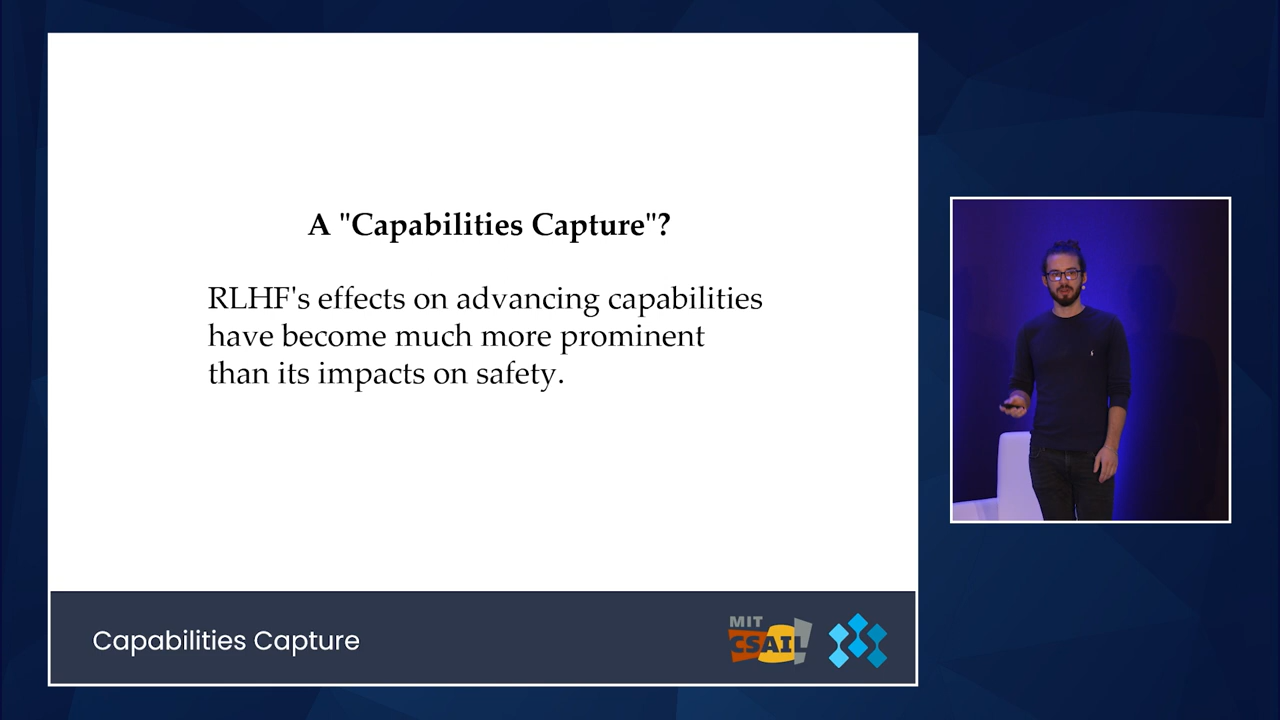 A "Capabilities Capture"?
RLHF's effects on advancing capabilities
have become much more prominent
than its impacts on safety.
Capabilities Capture
MIT
CSAIL